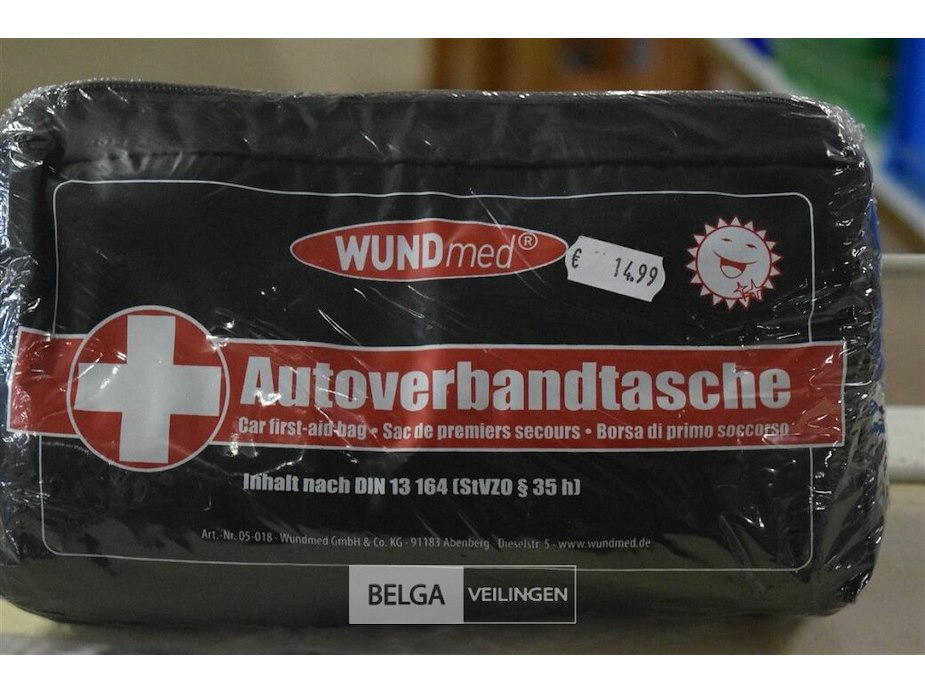 WUNDmed®
€ 14.99
Autoverbandtasche
Car first-aid-bag • Sac de premiers secours • Borsa di primo soccorso
Inhalt nach DIN 13 164 (StVZO § 35 h)
Art.-Nr. 05-018 · Wundmed GmbH & Co. KG · 91183 Abenberg · Dieselstr. 5 · www.wundmed.de
BELGA VEILINGEN